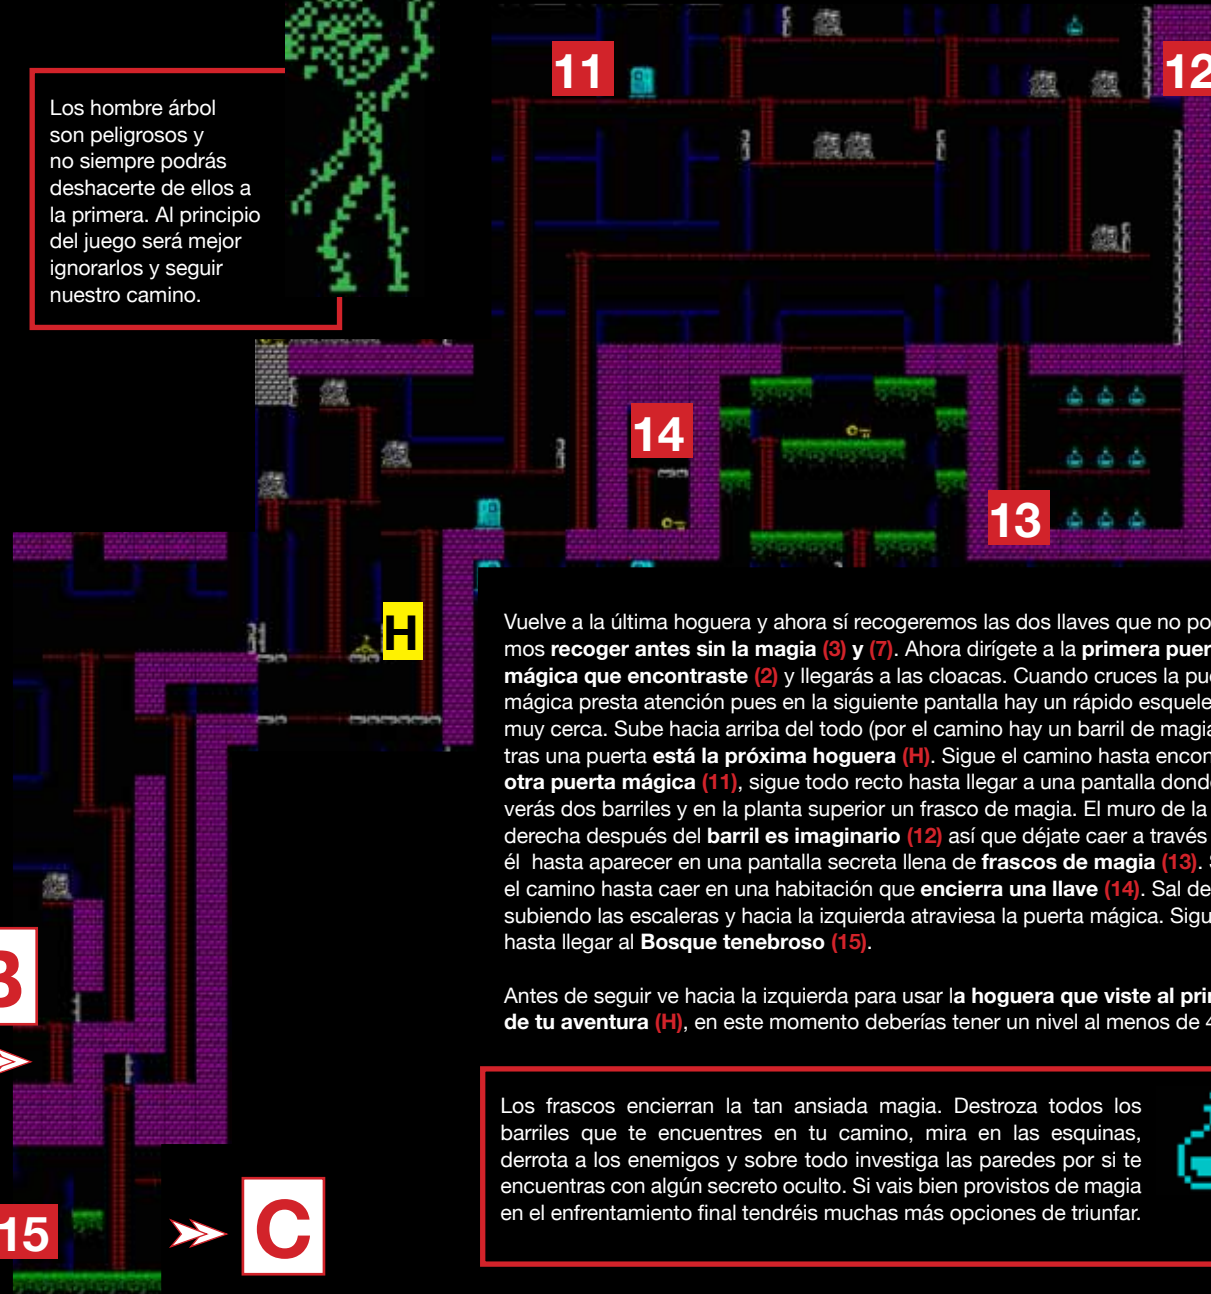 11
12
Los hombre árbol
son peligrosos y
no siempre podrás
deshacerte de ellos a
la primera. Al principio
del juego será mejor
ignorarlos y seguir
nuestro camino.
14
13
H
Vuelve a la última hoguera y ahora sí recogeremos las dos llaves que no po
mos recoger antes sin la magia (3) y (7). Ahora dirígete a la primera puer
mágica que encontraste (2) y llegarás a las cloacas. Cuando cruces la pue
mágica presta atención pues en la siguiente pantalla hay un rápido esquele
muy cerca. Sube hacia arriba del todo (por el camino hay un barril de magia
tras una puerta está la próxima hoguera (H). Sigue el camino hasta encon
otra puerta mágica (11), sigue todo recto hasta llegar a una pantalla donde
verás dos barriles y en la planta superior un frasco de magia. El muro de la
derecha después del barril es imaginario (12) así que déjate caer a través
él hasta aparecer en una pantalla secreta llena de frascos de magia (13). S
el camino hasta caer en una habitación que encierra una llave (14). Sal de
subiendo las escaleras y hacia la izquierda atraviesa la puerta mágica. Sigu
hasta llegar al Bosque tenebroso (15).
Antes de seguir ve hacia la izquierda para usar la hoguera que viste al prin
de tu aventura (H), en este momento deberías tener un nivel al menos de 4
B
Los frascos encierran la tan ansiada magia. Destroza todos los
barriles que te encuentres en tu camino, mira en las esquinas,
derrota a los enemigos y sobre todo investiga las paredes por si te
encuentras con algún secreto oculto. Si vais bien provistos de magia
en el enfrentamiento final tendréis muchas más opciones de triunfar.
15
C